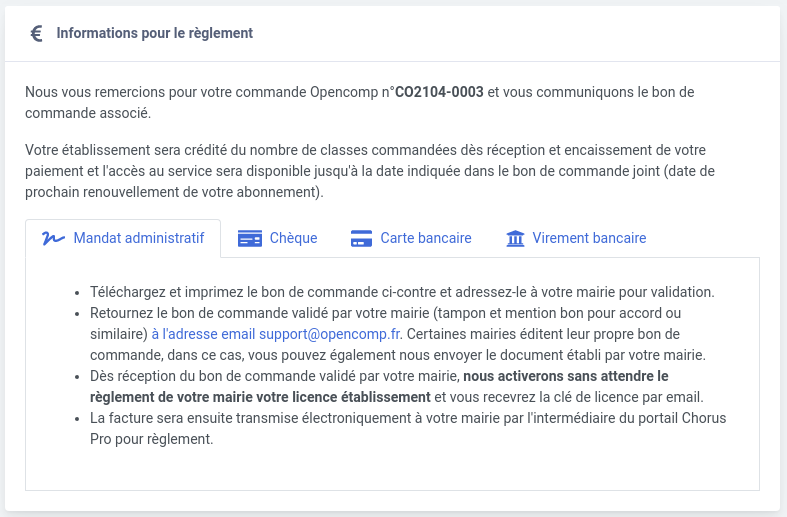 Informations pour le règlement
Nous vous remercions pour votre commande Opencomp n°CO2104-0003 et vous communiquons le bon de
commande associé.
Votre établissement sera crédité du nombre de classes commandées dès réception et encaissement de votre
paiement et l'accès au service sera disponible jusqu'à la date indiquée dans le bon de commande joint (date de
prochain renouvellement de votre abonnement).
Mandat administratif Chèque Carte bancaire Virement bancaire
• Téléchargez et imprimez le bon de commande ci-contre et adressez-le à votre mairie pour validation.
• Retournez le bon de commande validé par votre mairie (tampon et mention bon pour accord ou
similaire) à l'adresse email support@opencomp.fr. Certaines mairies éditent leur propre bon de
commande, dans ce cas, vous pouvez également nous envoyer le document établi par votre mairie.
• Dès réception du bon de commande validé par votre mairie, nous activerons sans attendre le
règlement de votre mairie votre licence établissement et vous recevrez la clé de licence par email.
• La facture sera ensuite transmise électroniquement à votre mairie par l'intermédiaire du portail Chorus
Pro pour règlement.